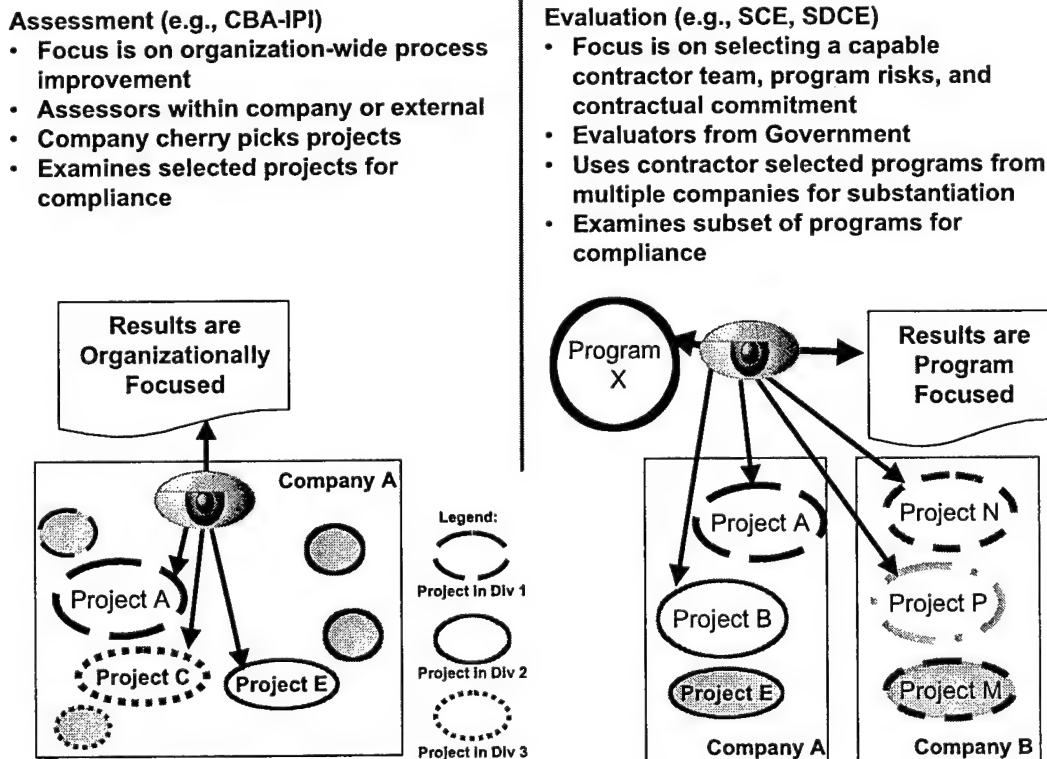 Assessment (e.g., CBA-IPI)
• Focus is on organization-wide process
improvement
• Assessors within company or external
• Company cherry picks projects
• Examines selected projects for
compliance
Results are
Organizationally
Focused
Company A
Project A
Project C
Project E
Legend:
Project in Div 1
Project in Div 2
Project in Div 3
Evaluation (e.g., SCE, SDCE)
• Focus is on selecting a capable
contractor team, program risks, and
contractual commitment
• Evaluators from Government
• Uses contractor selected programs from
multiple companies for substantiation
• Examines subset of programs for
compliance
Program
X
Results are
Program
Focused
Project A
Project B
Project E
Company A
Project N
Project P
Project M
Company B